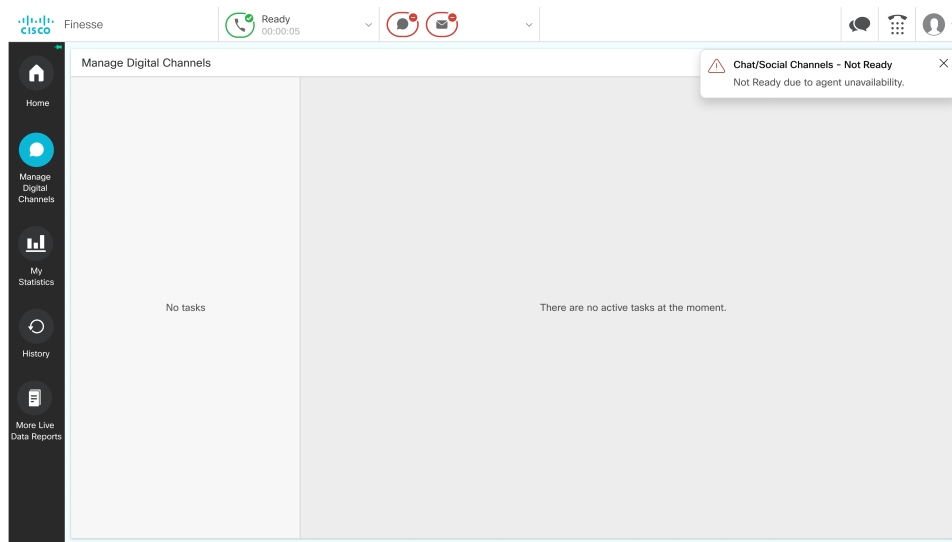 CISCO
Finesse
Ready
00:00:05
Manage Digital Channels
Chat/Social Channels - Not Ready
Not Ready due to agent unavailability.
Home
Manage
Digital
Channels
My
Statistics
History
More Live
Data Reports
No tasks
There are no active tasks at the moment.